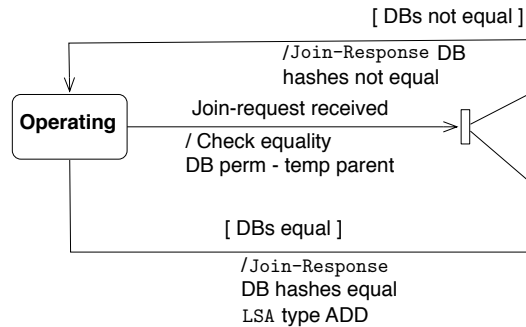 [ DBs not equal ]
/Join-Response DB
hashes not equal
Operating
Join-request received
/ Check equality
DB perm - temp parent
[ DBs equal ]
/Join-Response
DB hashes equal
LSA type ADD